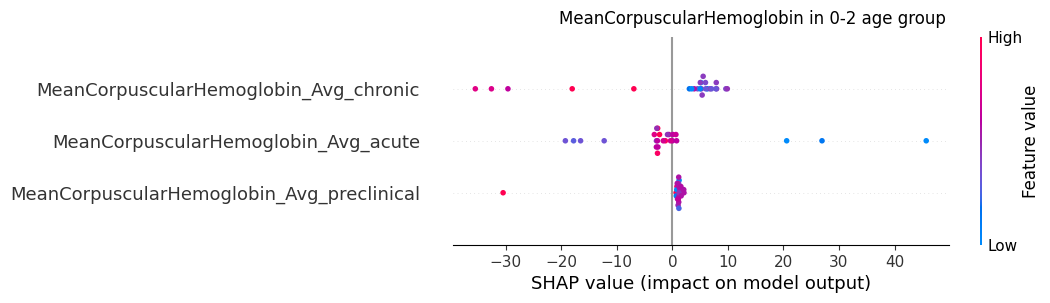 MeanCorpuscularHemoglobin in 0-2 age group
High
MeanCorpuscularHemoglobin_Avg_chronic
MeanCorpuscularHemoglobin_Avg_acute
MeanCorpuscularHemoglobin_Avg_preclinical
Feature value
Low
−30 −20 −10 0 10 20 30 40
SHAP value (impact on model output)